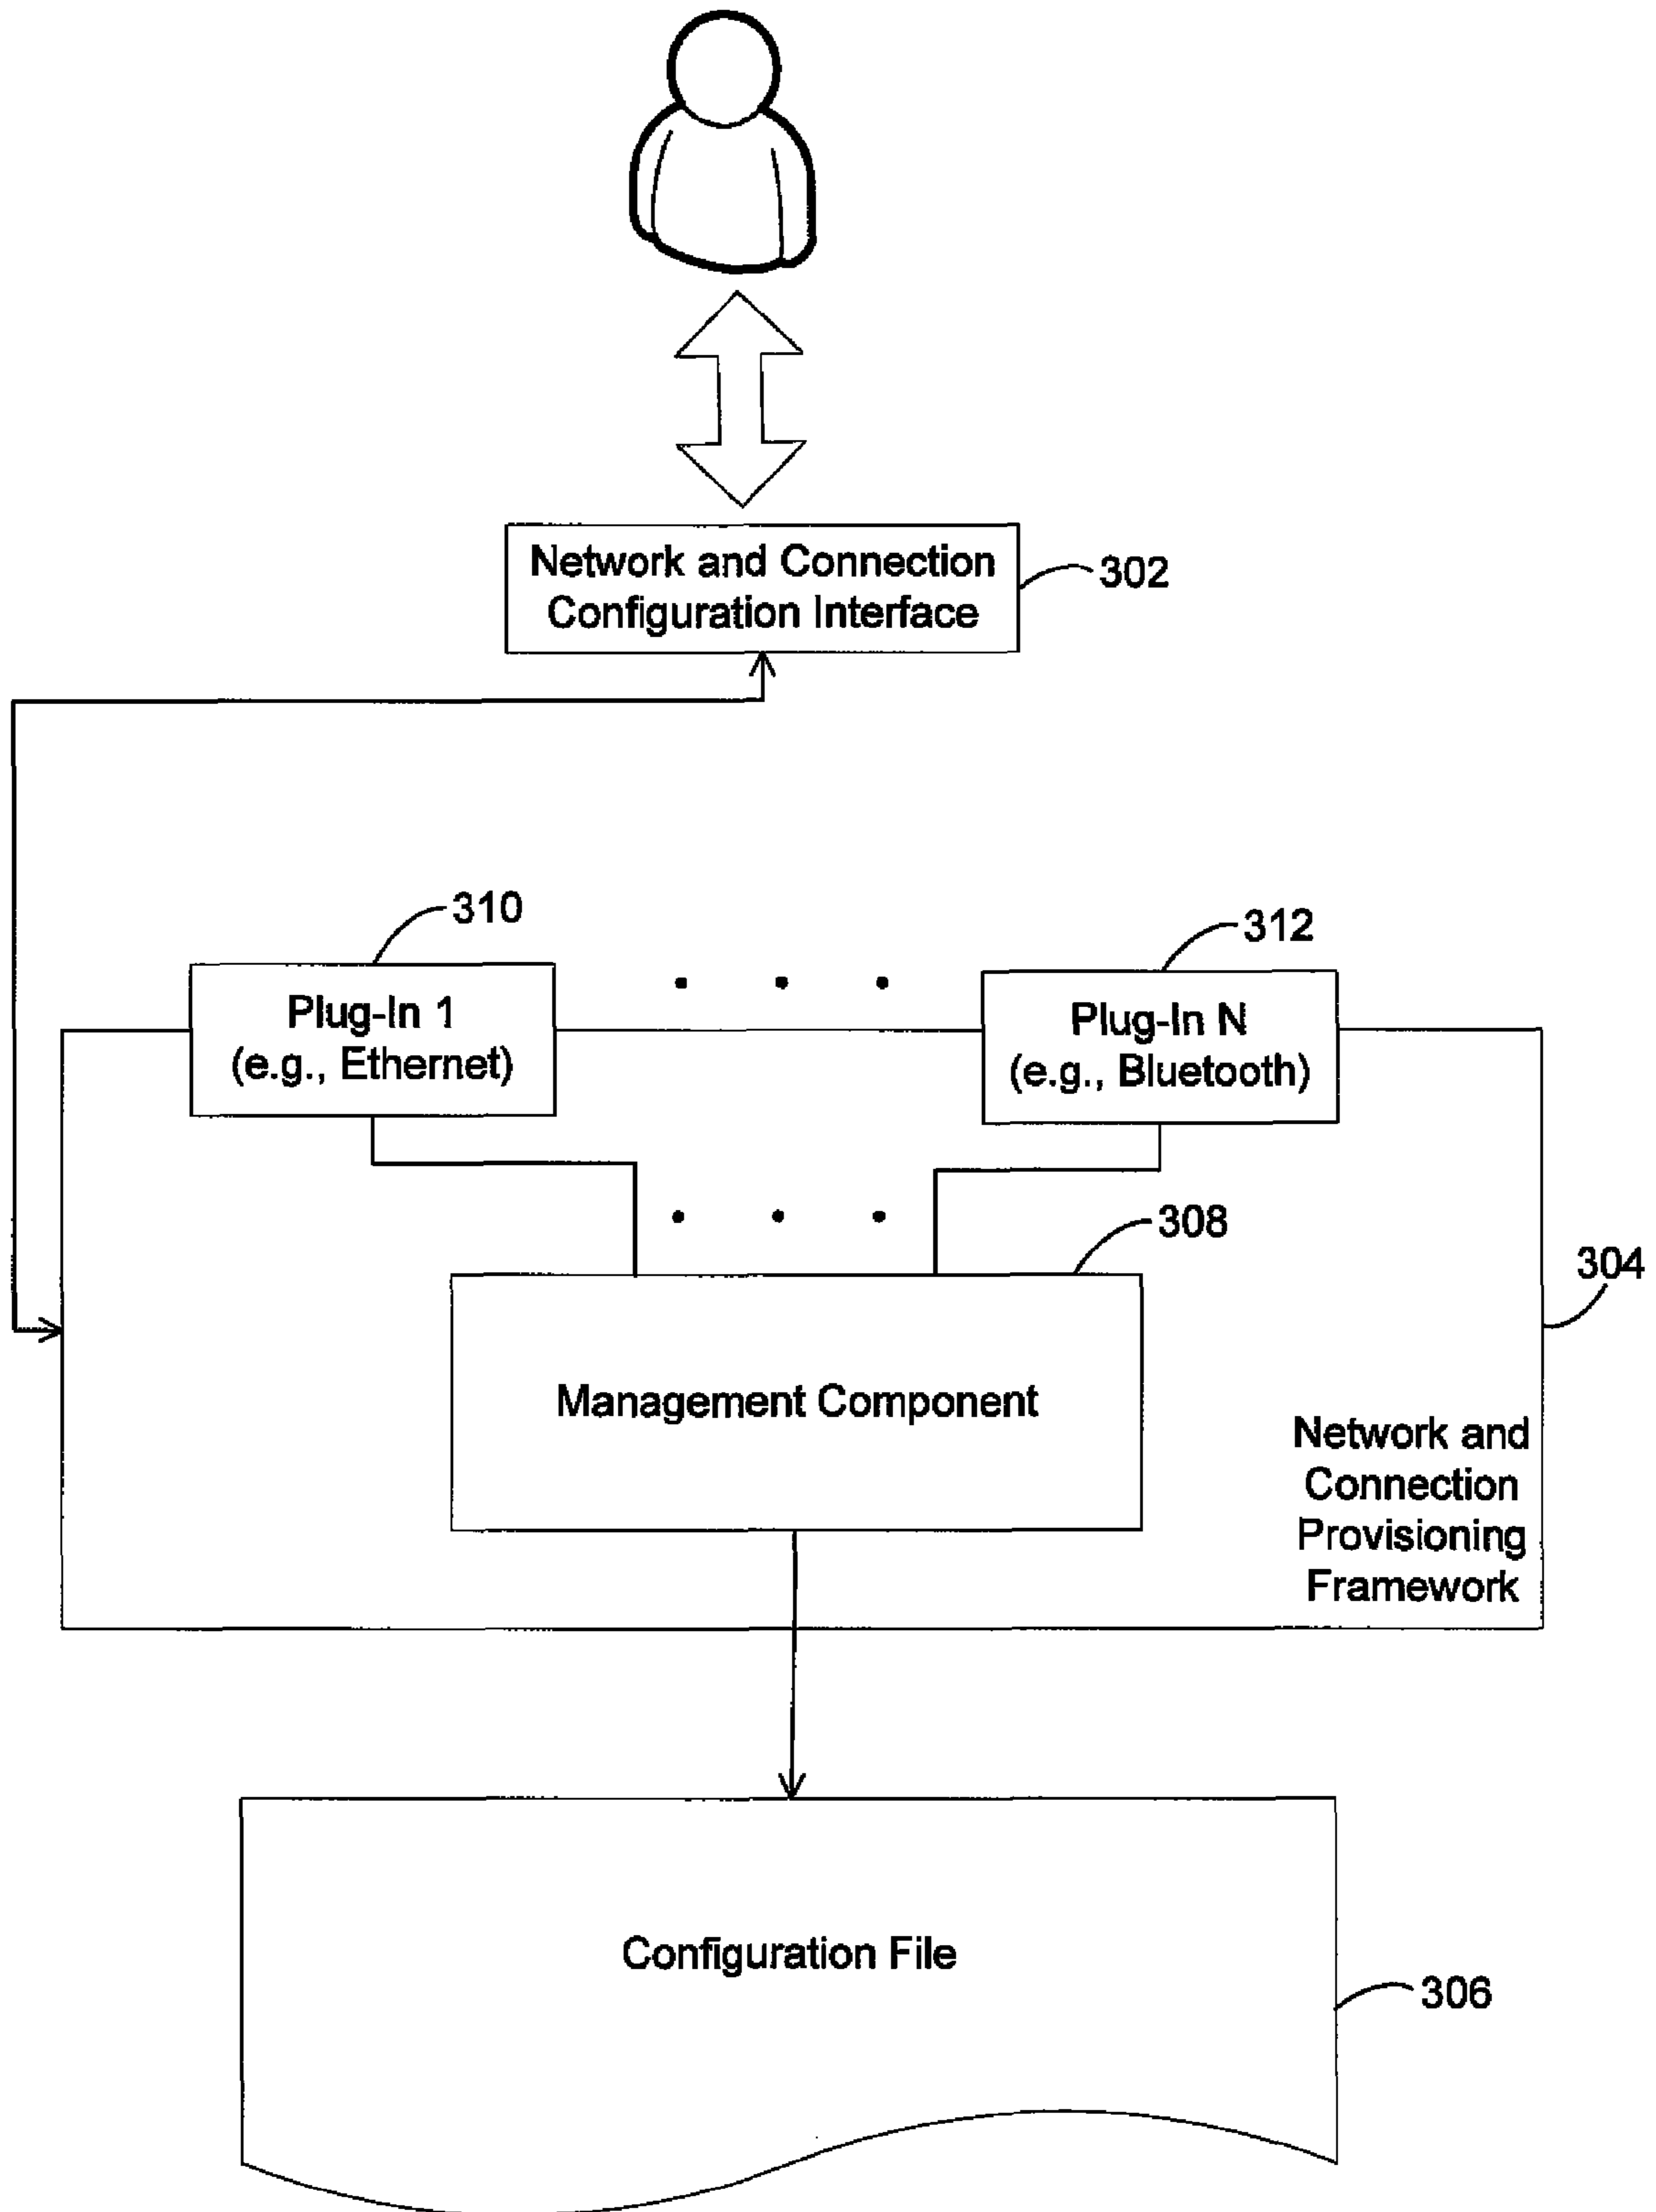 Network and Connection
Configuration Interface
302
310
312
Plug-In 1
(e.g., Ethernet)
Plug-In N
(e.g., Bluetooth)
308
304
Management Component
Network and
Connection
Provisioning
Framework
Configuration File
306